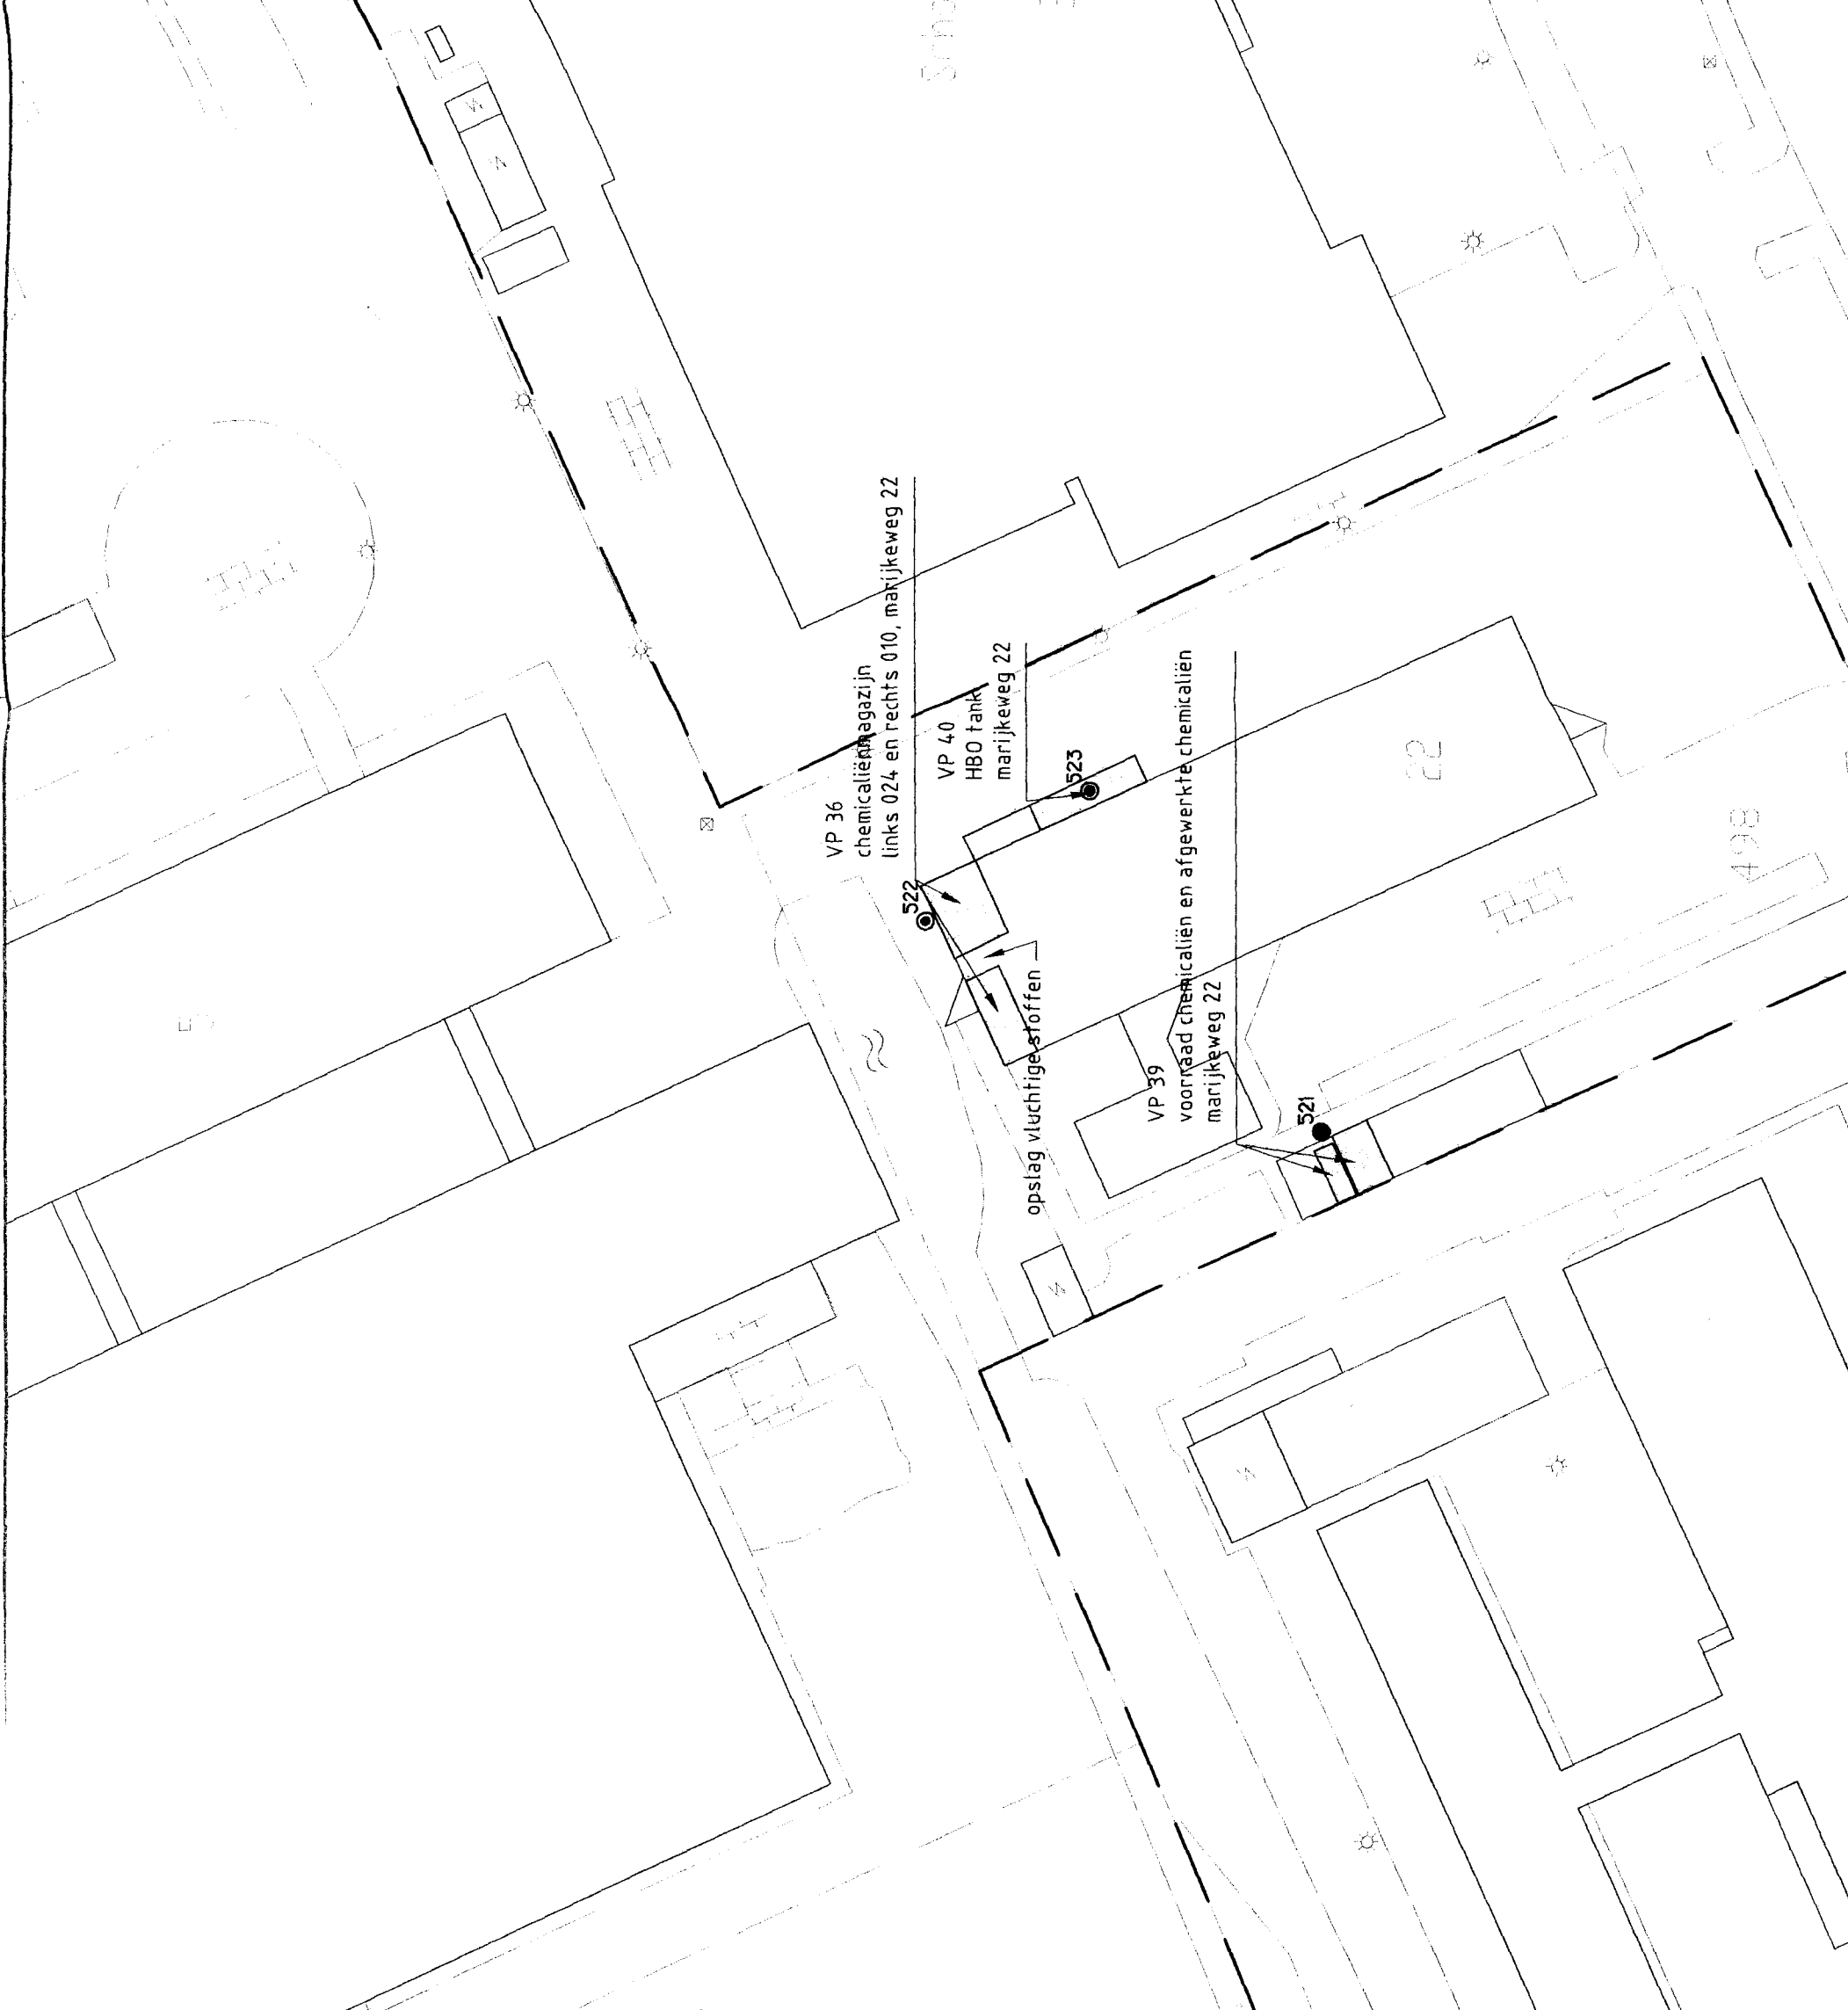 VP 36
chemicaliënmagazijn
links 024 en rechts 010, marijkeweg 22
VP 40
HBO tank
marijkeweg 22
523
522
opslag vluchtige stoffen
VP 39
voorraad chemicaliën en afgewerkte chemicaliën
marijkeweg 22
521
22
498
Scho
W
W
W
W